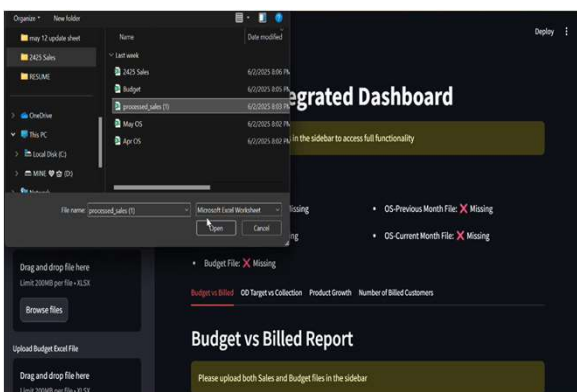 Organize
New folder
Deploy
may 12 update sheet
2425 Sales
RESUME
OneDrive
This PC
Local Disk (C:)
MINE
(D:)
Name
Date modified
Last week
2425 Sales
6/2/2025 8:06 PM
Budget
6/2/2025 8:05 PM
processed_sales (1)
6/2/2025 8:03 PM
May OS
6/2/2025 8:02 PM
Apr OS
6/2/2025 8:02 PM
File name:
processed_sales (1)
Microsoft Excel Worksheet
Open
Cancel
egrated Dashboard
in the sidebar to access full functionality
issing
OS-Previous Month File: ❌ Missing
ng
OS-Current Month File: ❌ Missing
Budget File: ❌ Missing
Drag and drop file here
Limit 200MB per file • XLSX
Browse files
Upload Budget Excel File
Drag and drop file here
Limit 200MB per file • XLSX
Budget vs Billed
OD Target vs Collection
Product Growth
Number of Billed Customers
Budget vs Billed Report
Please upload both Sales and Budget files in the sidebar